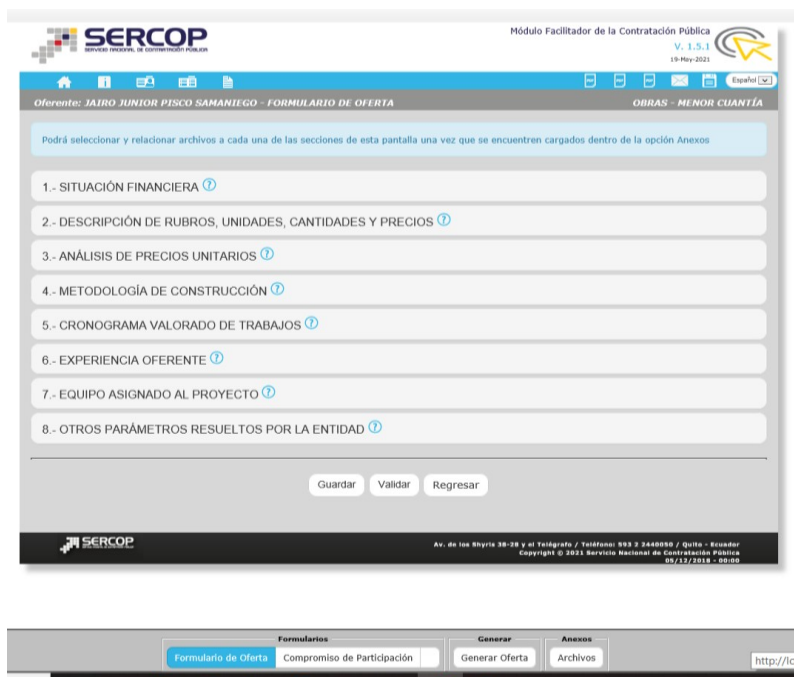 SERCOP
SERVICIO NACIONAL DE CONTRATACIÓN PÚBLICA
Módulo Facilitador de la Contratación Pública
V. 1.5.1
19-May-2021
Español
Oferente: JAIRO JUNIOR PISCO SAMANIEGO - FORMULARIO DE OFERTA
OBRAS - MENOR CUANTÍA
Podrá seleccionar y relacionar archivos a cada una de las secciones de esta pantalla una vez que se encuentren cargados dentro de la opción Anexos
1.- SITUACIÓN FINANCIERA ?
2.- DESCRIPCIÓN DE RUBROS, UNIDADES, CANTIDADES Y PRECIOS ?
3.- ANÁLISIS DE PRECIOS UNITARIOS ?
4.- METODOLOGÍA DE CONSTRUCCIÓN ?
5.- CRONOGRAMA VALORADO DE TRABAJOS ?
6.- EXPERIENCIA OFERENTE ?
7.- EQUIPO ASIGNADO AL PROYECTO ?
8.- OTROS PARÁMETROS RESUELTOS POR LA ENTIDAD ?
Guardar Validar Regresar
SERCOP
Av. de los Shyris 38-28 y el Telégrafo / Teléfono: 593 2 2440050 / Quito - Ecuador
Copyright © 2021 Servicio Nacional de Contratación Pública
05/12/2018 - 00:00
Formularios Generar Anexos
Formulario de Oferta Compromiso de Participación Generar Oferta Archivos
http://lc